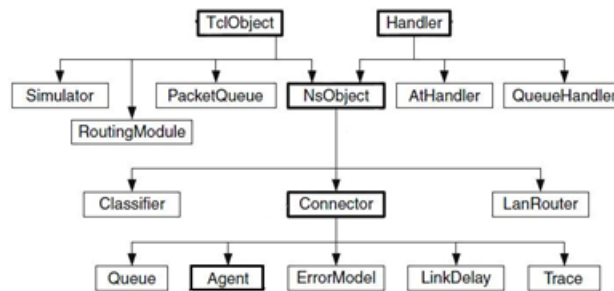 TclObject
Handler
Simulator
PacketQueue
NsObject
AtHandler
QueueHandler
RoutingModule
Classifier
Connector
LanRouter
Queue
Agent
ErrorModel
LinkDelay
Trace